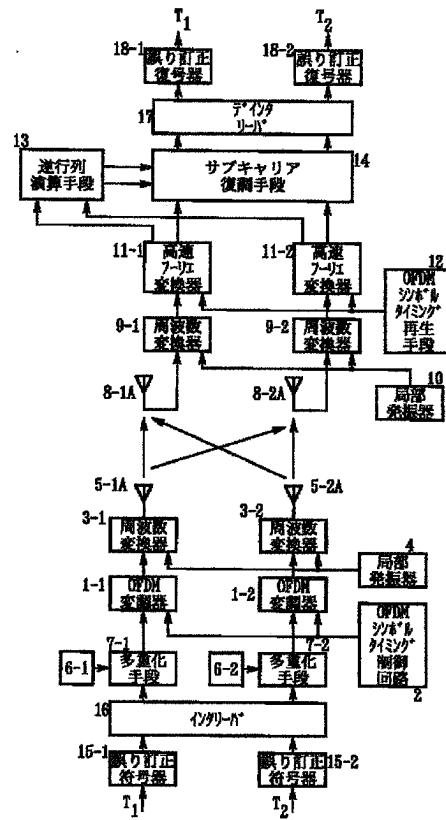 T1
T2
18-1
誤り訂正
復号器
18-2
誤り訂正
復号器
17
デインタ
リーバ
13
逆行列
演算手段
サブキャリア
復調手段
14
11-1
高速
フーリエ
変換器
11-2
高速
フーリエ
変換器
12
OFDM
シンボル
タイミング
再生
手段
9-1
周波数
変換器
9-2
周波数
変換器
10
局部
発振器
8-1A
8-2A
5-1A
5-2A
3-1
周波数
変換器
3-2
周波数
変換器
4
局部
発振器
1-1
OFDM
変調器
1-2
OFDM
変調器
OFDM
シンボル
タイミング
制御
回路
2
7-1
6-1
多重化
手段
7-2
6-2
多重化
手段
16
インタリーバ
15-1
誤り訂正
符号器
誤り訂正
符号器
15-2
T1
T2